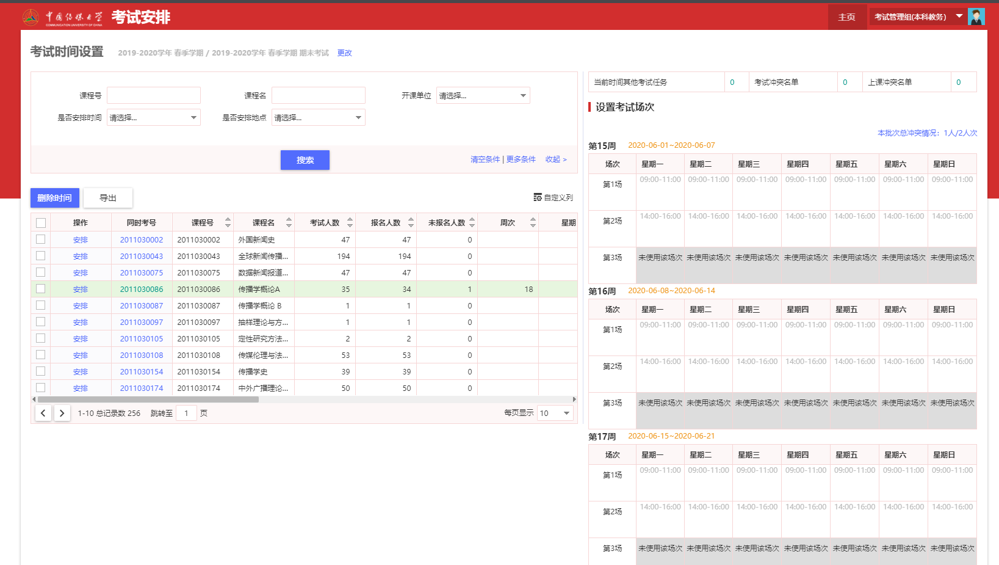 中国传媒大学 考试安排
COMMUNICATION UNIVERSITY OF CHINA
主页 考试管理组(本科教务)
考试时间设置 2019-2020学年 春季学期 / 2019-2020学年 春季学期 期末考试 更改
课程号 课程名 开课单位 请选择...
是否安排时间 请选择... 是否安排地点 请选择...
搜索 清空条件 | 更多条件 收起 >
删除时间 导出 自定义列
操作 同时考号 课程号 课程名 考试人数 报名人数 未报名人数 周次 星期
安排 2011030002 2011030002 外国新闻史 47 47 0
安排 2011030043 2011030043 全球新闻传播... 194 194 0
安排 2011030075 2011030075 数据新闻报道... 47 47 0
安排 2011030086 2011030086 传播学概论A 35 34 1 18
安排 2011030087 2011030087 传播学概论 B 1 1 0
安排 2011030097 2011030097 抽样理论与方... 1 1 0
安排 2011030105 2011030105 定性研究方法... 2 2 0
安排 2011030108 2011030108 传媒伦理与法... 53 53 0
安排 2011030154 2011030154 传播学史 39 39 0
安排 2011030174 2011030174 中外广播理论... 50 50 0
1-10 总记录数 256 跳转至 1 页 每页显示 10
当前时间其他考试任务 0 考试冲突名单 0 上课冲突名单 0
设置考试场次
本批次总冲突情况：1人/2人次
第15周 2020-06-01~2020-06-07
场次 星期一 星期二 星期三 星期四 星期五 星期六 星期日
第1场 09:00-11:00 09:00-11:00 09:00-11:00 09:00-11:00 09:00-11:00 09:00-11:00 09:00-11:00
第2场 14:00-16:00 14:00-16:00 14:00-16:00 14:00-16:00 14:00-16:00 14:00-16:00 14:00-16:00
第3场 未使用该场次 未使用该场次 未使用该场次 未使用该场次 未使用该场次 未使用该场次 未使用该场次
第16周 2020-06-08~2020-06-14
场次 星期一 星期二 星期三 星期四 星期五 星期六 星期日
第1场 09:00-11:00 09:00-11:00 09:00-11:00 09:00-11:00 09:00-11:00 09:00-11:00 09:00-11:00
第2场 14:00-16:00 14:00-16:00 14:00-16:00 14:00-16:00 14:00-16:00 14:00-16:00 14:00-16:00
第3场 未使用该场次 未使用该场次 未使用该场次 未使用该场次 未使用该场次 未使用该场次 未使用该场次
第17周 2020-06-15~2020-06-21
场次 星期一 星期二 星期三 星期四 星期五 星期六 星期日
第1场 09:00-11:00 09:00-11:00 09:00-11:00 09:00-11:00 09:00-11:00 09:00-11:00 09:00-11:00
第2场 14:00-16:00 14:00-16:00 14:00-16:00 14:00-16:00 14:00-16:00 14:00-16:00 14:00-16:00
第3场 未使用该场次 未使用该场次 未使用该场次 未使用该场次 未使用该场次 未使用该场次 未使用该场次